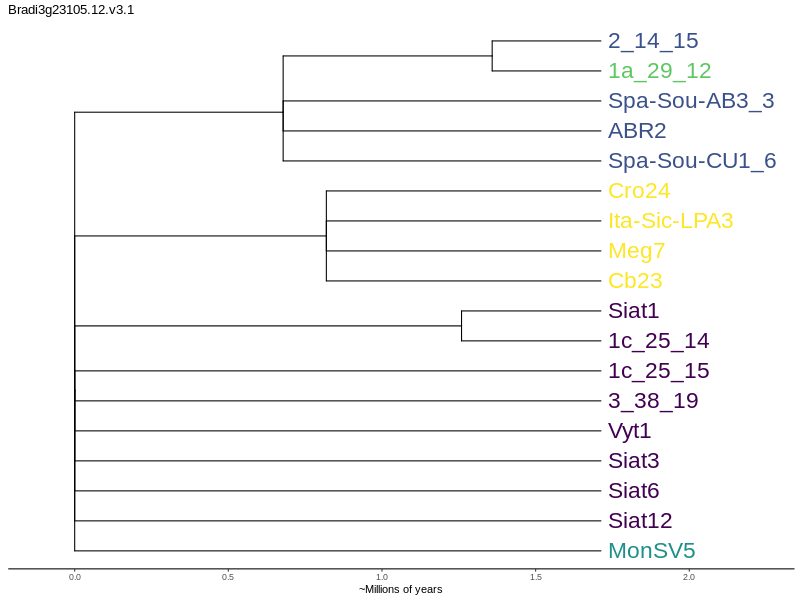 Bradi3g23105.12.v3.1
2_14_15
1a_29_12
Spa-Sou-AB3_3
ABR2
Spa-Sou-CU1_6
Cro24
Ita-Sic-LPA3
Meg7
Cb23
Siat1
1c_25_14
1c_25_15
3_38_19
Vyt1
Siat3
Siat6
Siat12
MonSV5
0.0 0.5 1.0 1.5 2.0
~Millions of years